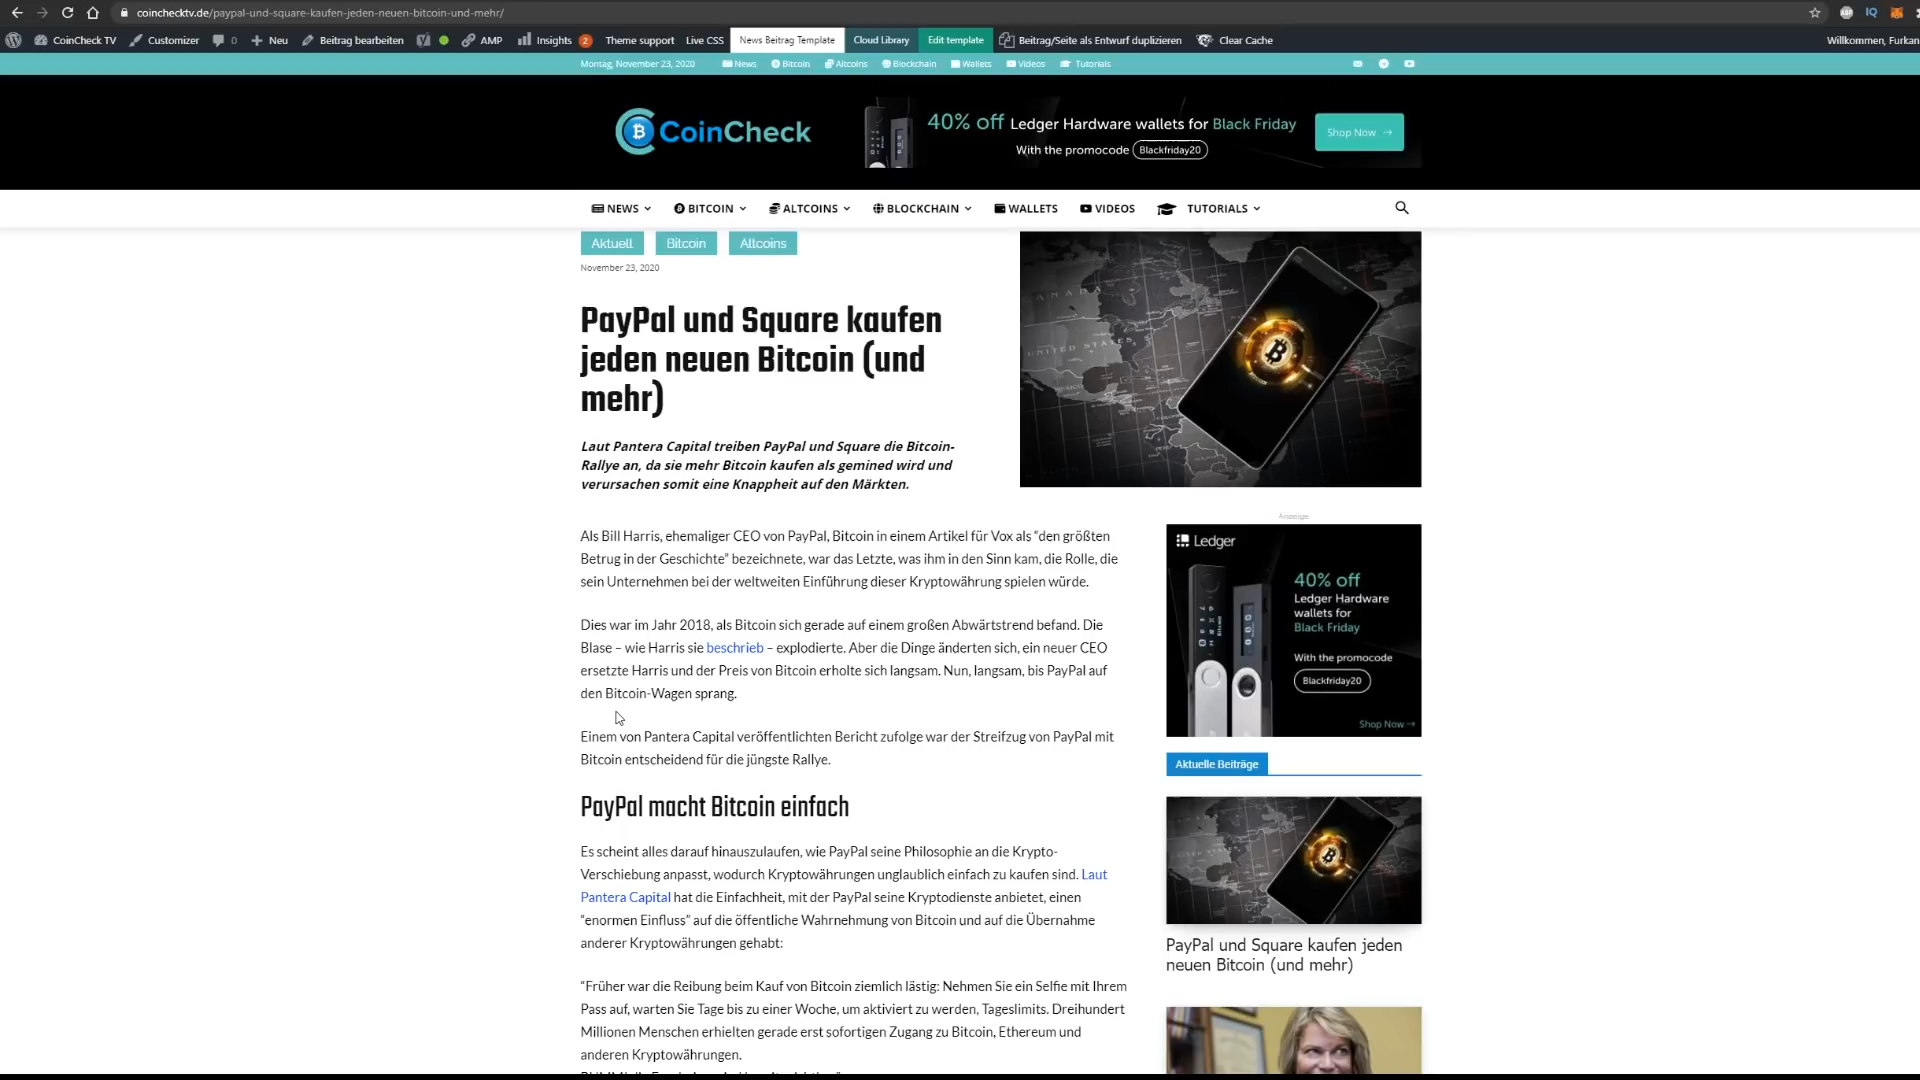 coinchecktv.de/paypal-und-square-kaufen-jeden-neuen-bitcoin-und-mehr/
CoinCheck TV
Customizer
0
Neu
Beitrag bearbeiten
AMP
Insights 2
Theme support
Live CSS
News Beitrag Template
Cloud Library
Edit template
Beitrag/Seite als Entwurf duplizieren
Clear Cache
Willkommen, Furkan
Montag, November 23, 2020
News
Bitcoin
Altcoins
Blockchain
Wallets
Videos
Tutorials
CoinCheck
40% off Ledger Hardware wallets for Black Friday
With the promocode Blackfriday20
Shop Now →
NEWS
BITCOIN
ALTCOINS
BLOCKCHAIN
WALLETS
VIDEOS
TUTORIALS
Aktuell
Bitcoin
Altcoins
November 23, 2020
PayPal und Square kaufen
jeden neuen Bitcoin (und
mehr)
Laut Pantera Capital treiben PayPal und Square die Bitcoin-
Rallye an, da sie mehr Bitcoin kaufen als gemined wird und
verursachen somit eine Knappheit auf den Märkten.
CANADA
UNITED STATES
Als Bill Harris, ehemaliger CEO von PayPal, Bitcoin in einem Artikel für Vox als “den größten
Betrug in der Geschichte” bezeichnete, war das Letzte, was ihm in den Sinn kam, die Rolle, die
sein Unternehmen bei der weltweiten Einführung dieser Kryptowährung spielen würde.
Dies war im Jahr 2018, als Bitcoin sich gerade auf einem großen Abwärtstrend befand. Die
Blase – wie Harris sie beschrieb – explodierte. Aber die Dinge änderten sich, ein neuer CEO
ersetzte Harris und der Preis von Bitcoin erholte sich langsam. Nun, langsam, bis PayPal auf
den Bitcoin-Wagen sprang.
Einem von Pantera Capital veröffentlichten Bericht zufolge war der Streifzug von PayPal mit
Bitcoin entscheidend für die jüngste Rallye.
PayPal macht Bitcoin einfach
Es scheint alles darauf hinauszulaufen, wie PayPal seine Philosophie an die Krypto-
Verschiebung anpasst, wodurch Kryptowährungen unglaublich einfach zu kaufen sind. Laut
Pantera Capital hat die Einfachheit, mit der PayPal seine Kryptodienste anbietet, einen
“enormen Einfluss” auf die öffentliche Wahrnehmung von Bitcoin und auf die Übernahme
anderer Kryptowährungen gehabt:
“Früher war die Reibung beim Kauf von Bitcoin ziemlich lästig: Nehmen Sie ein Selfie mit Ihrem
Pass auf, warten Sie Tage bis zu einer Woche, um aktiviert zu werden, Tageslimits. Dreihundert
Millionen Menschen erhielten gerade erst sofortigen Zugang zu Bitcoin, Ethereum und
anderen Kryptowährungen.
Anzeige
Ledger
40% off
Ledger Hardware
wallets for
Black Friday
With the promocode
Blackfriday20
Shop Now →
Aktuelle Beiträge
PayPal und Square kaufen jeden
neuen Bitcoin (und mehr)